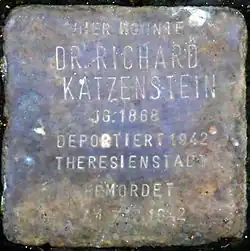 HIER WOHNTE
DR. RICHARD
KATZENSTEIN
JG. 1868
DEPORTIERT 1942
THERESIENSTADT
ERMORDET
1942